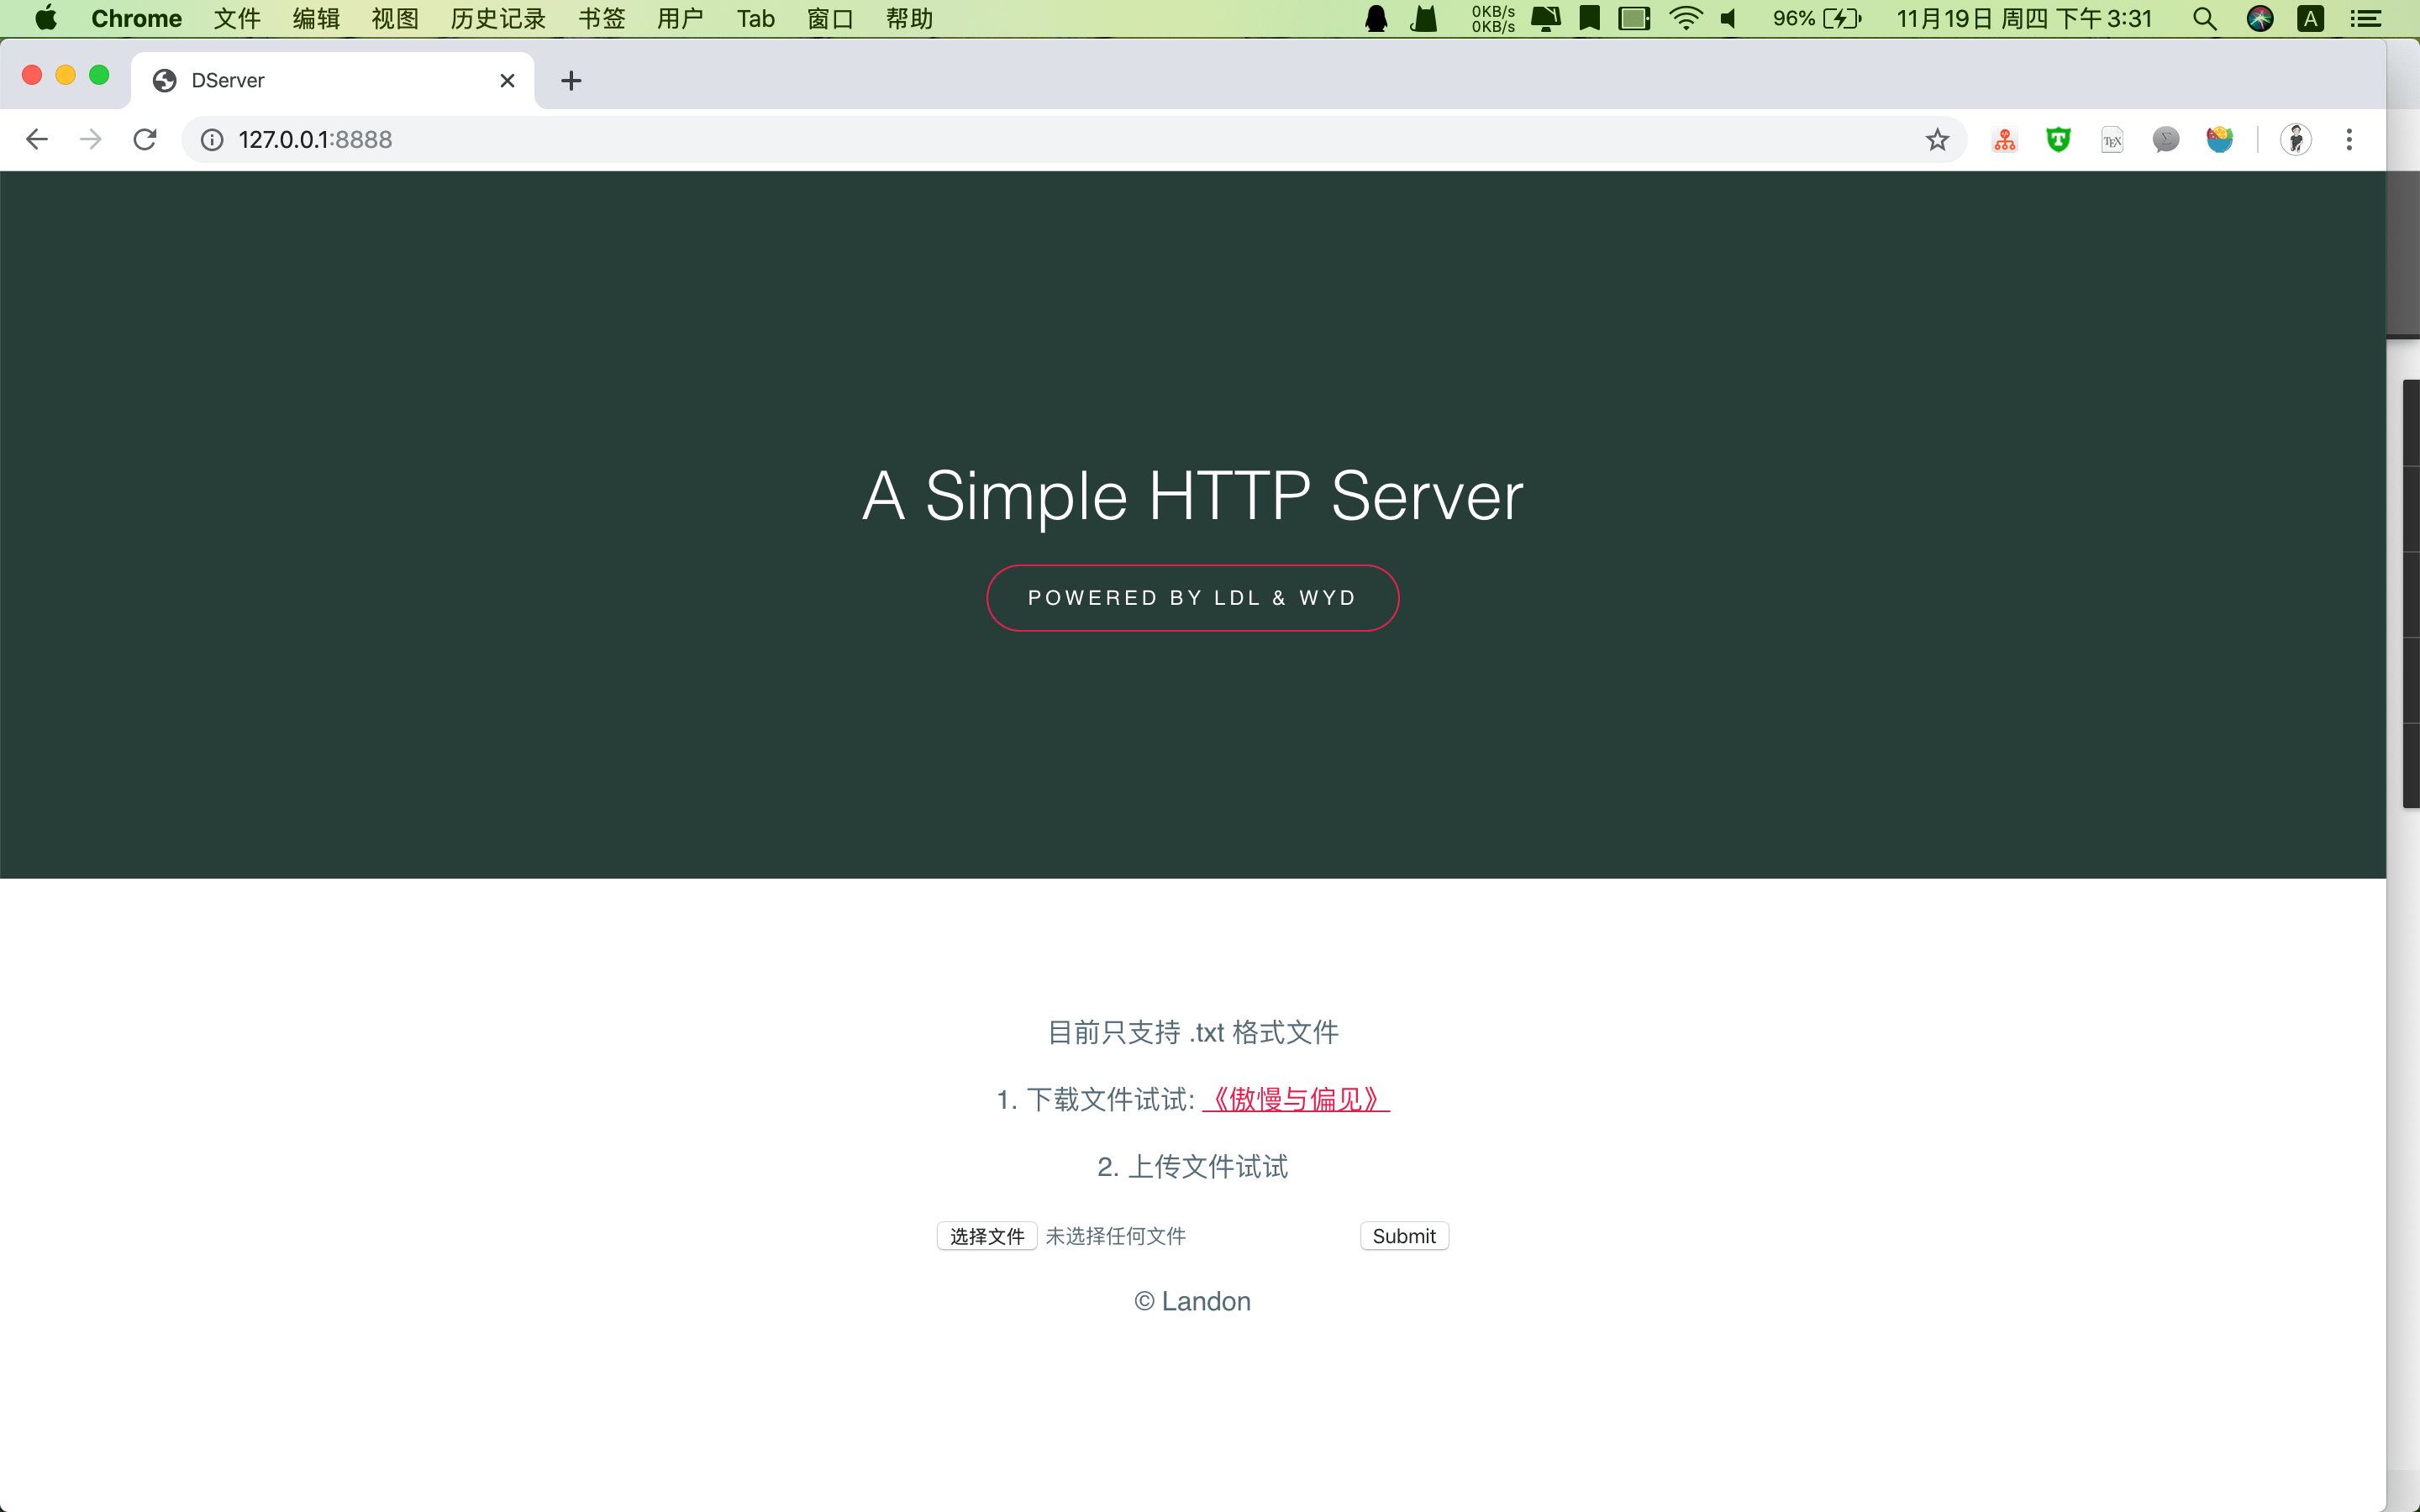 Chrome 文件 编辑 视图 历史记录 书签 用户 Tab 窗口 帮助 0KB/s 0KB/s 96% 11月19日 周四 下午 3:31 A
DServer
127.0.0.1:8888 TEX
A Simple HTTP Server
POWERED BY LDL & WYD
目前只支持 .txt 格式文件
1. 下载文件试试: 《傲慢与偏见》
2. 上传文件试试
选择文件 未选择任何文件 Submit
© Landon